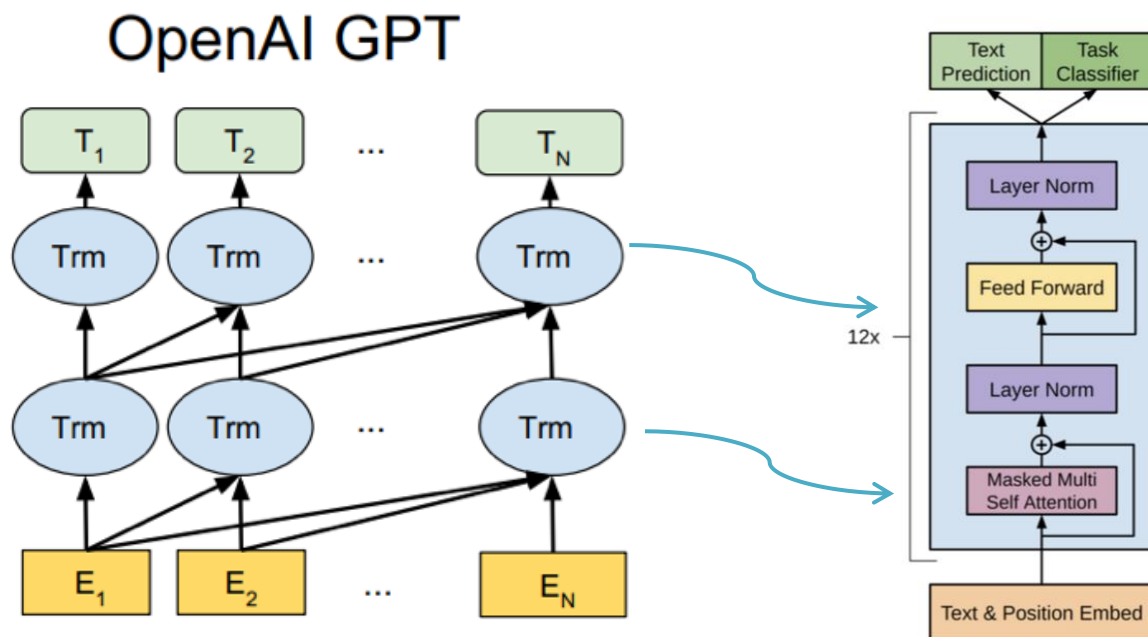 OpenAI GPT
T1 T2 ... TN
Trm Trm ... Trm
Trm Trm ... Trm
E1 E2 ... EN
Text Prediction
Task Classifier
Layer Norm
+
Feed Forward
12x
Layer Norm
+
Masked Multi
Self Attention
Text & Position Embed